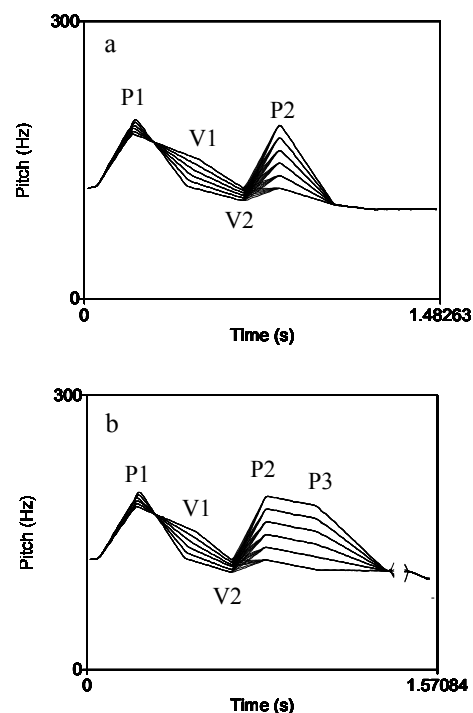 300
a
P1
P2
V1
V2
Pitch (Hz)
0
0
1.48263
Time (s)
300
b
P1
P2
P3
V1
V2
Pitch (Hz)
0
0
1.57084
Time (s)